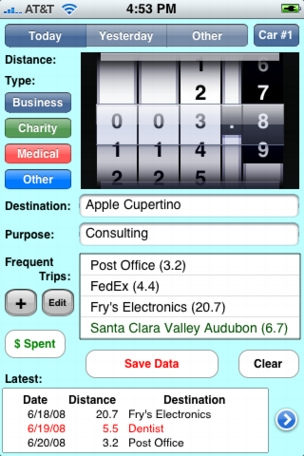 AT&T 4:53 PM
Today Yesterday Other Car #1
Distance:
Type:
Business
Charity
Medical
Other
1 6
2 7
0 0 3 . 8
1 1 4 9
2 2 5
Destination: Apple Cupertino
Purpose: Consulting
Frequent Trips:
Post Office (3.2)
FedEx (4.4)
Fry's Electronics (20.7)
Santa Clara Valley Audubon (6.7)
+ Edit
$ Spent
Save Data Clear
Latest:
Date Distance Destination
6/18/08 20.7 Fry's Electronics
6/19/08 5.5 Dentist
6/20/08 3.2 Post Office